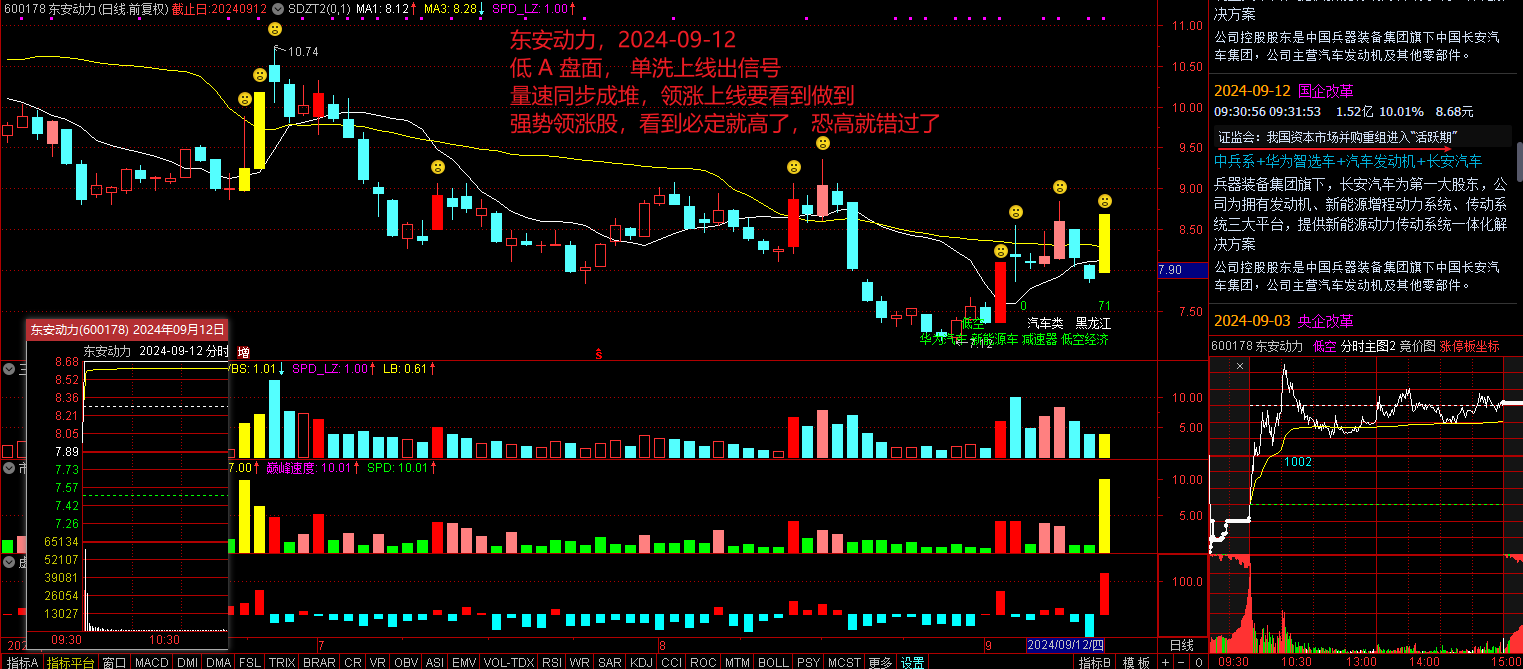 600178 东安动力(日线.前复权) 截止日:20240912 SDZT2(0,1) MA1: 8.12↑ MA3: 8.28↓ SPD_LZ: 1.00↑
10.74
东安动力，2024-09-12
低 A 盘面， 单洗上线出信号
量速同步成堆，领涨上线要看到做到
强势领涨股，看到必定就高了，恐高就错过了
11.00
10.50
10.00
9.50
9.00
8.50
7.90
7.50
0
71
低空
汽车类 黑龙江
减速器 低空经济
增
东安动力(600178) 2024年09月12日
东安动力 2024-09-12 分时
8.68
8.52
8.36
8.21
8.05
7.89
7.73
7.57
7.42
7.26
65134
52107
39081
26054
13027
09:30 10:30
BS: 1.01↓ SPD_LZ: 1.00↑ LB: 0.61↑
10.00
5.00
7.00↑ 巅峰速度: 10.01↑ SPD: 10.01↑
10.00
5.00
100.0
7
8
9
2024/09/12/四
日线
指标A 指标平台 窗口 MACD DMI DMA FSL TRIX BRAR CR VR OBV ASI EMV VOL-TDX RSI WR SAR KDJ CCI ROC MTM BOLL PSY MCST 更多 设置
指标B 模板 + − 0
决方案
公司控股股东是中国兵器装备集团旗下中国长安汽
车集团，公司主营汽车发动机及其他零部件。
2024-09-12 国企改革
09:30:56 09:31:53 1.52亿 10.01% 8.68元
证监会：我国资本市场并购重组进入“活跃期”
中兵系+华为智选车+汽车发动机+长安汽车
兵器装备集团旗下，长安汽车为第一大股东，公
司为拥有发动机、新能源增程动力系统、传动系
统三大平台，提供新能源动力传动系统一体化解
决方案
公司控股股东是中国兵器装备集团旗下中国长安汽
车集团，公司主营汽车发动机及其他零部件。
2024-09-03 央企改革
600178 东安动力 低空 分时主图2 竞价图 涨停板坐标
1002
09:30 10:30 13:00 14:00 15:00